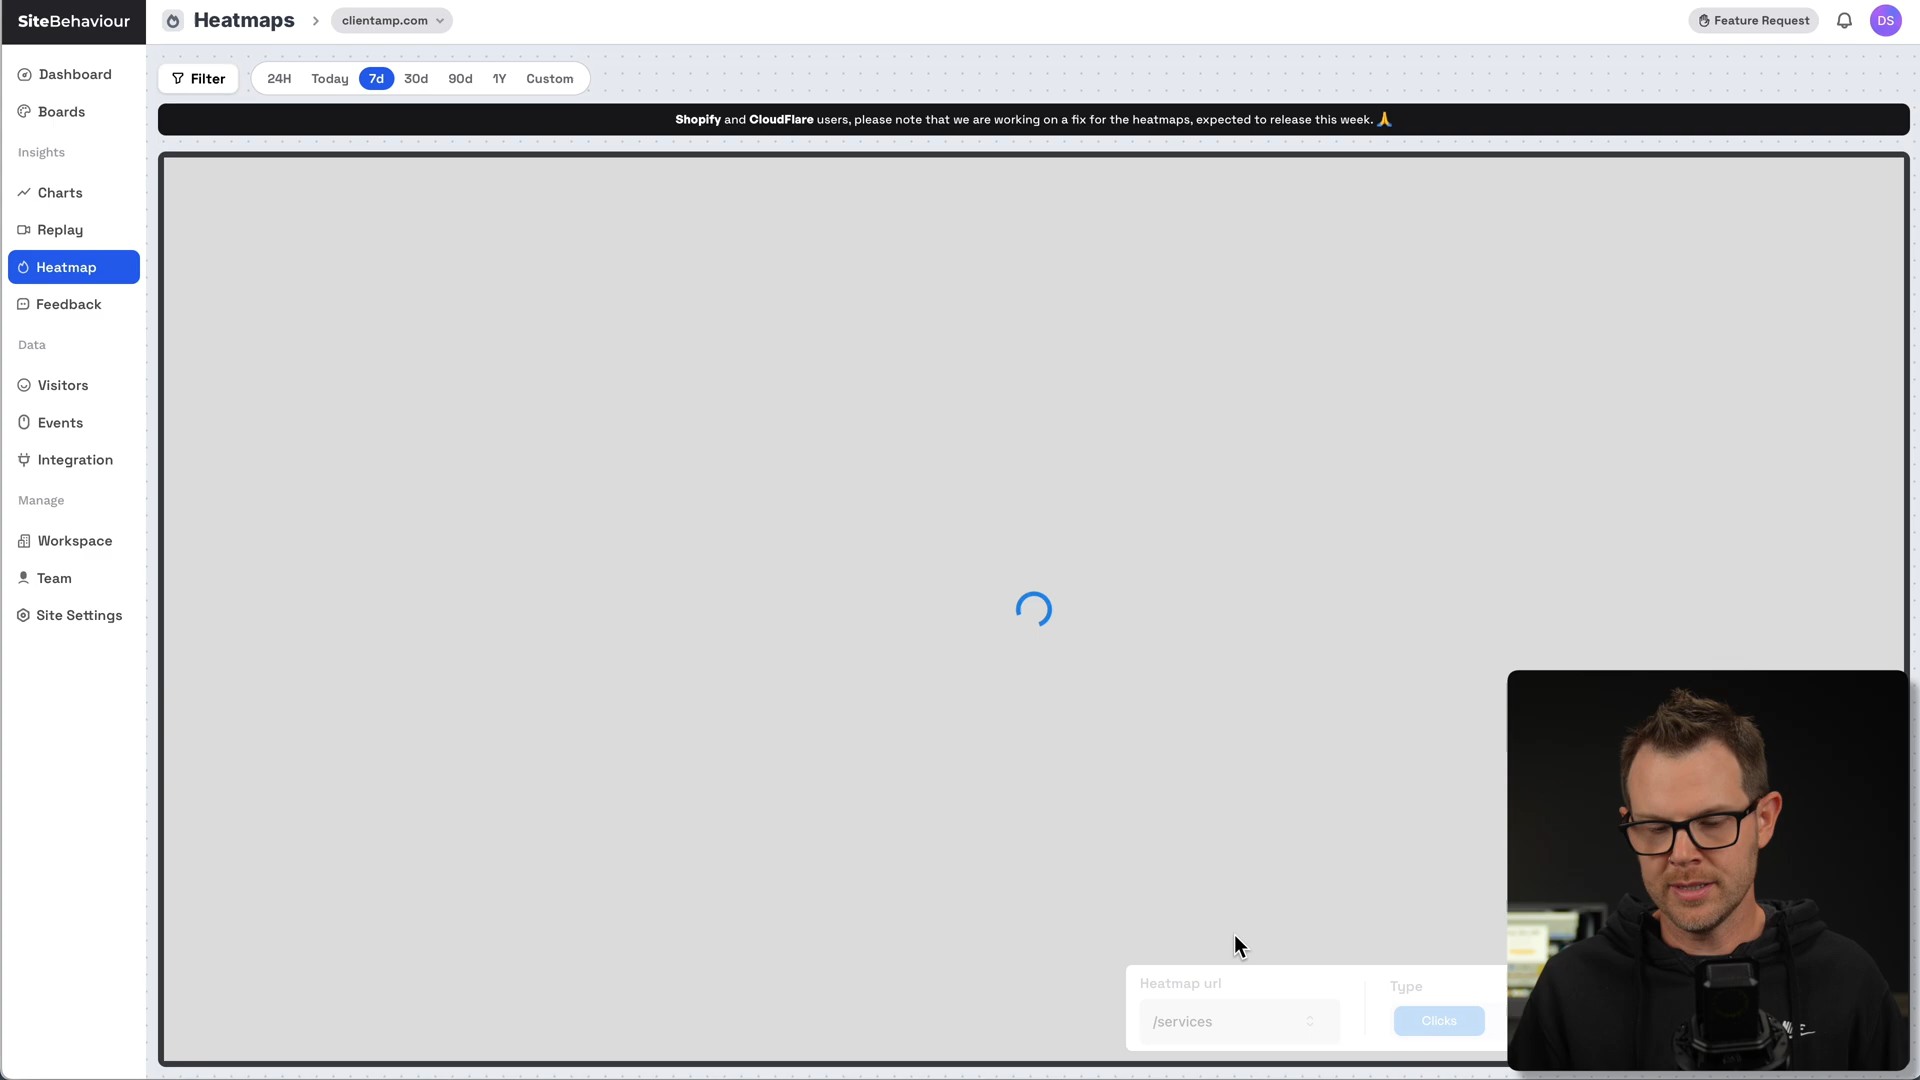 SiteBehaviour
Heatmaps
clientamp.com
Feature Request
DS
Dashboard
Boards
Insights
Charts
Replay
Heatmap
Feedback
Data
Visitors
Events
Integration
Manage
Workspace
Team
Site Settings
Filter
24H Today 7d 30d 90d 1Y Custom
Shopify and CloudFlare users, please note that we are working on a fix for the heatmaps, expected to release this week. 🙏
Heatmap url
/services
Type
Clicks